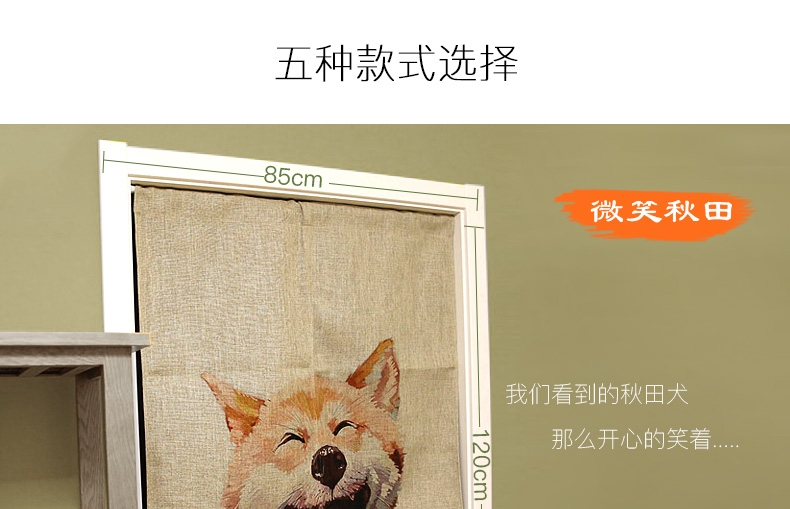 五种款式选择
85cm
微笑秋田
我们看到的秋田犬
那么开心的笑着.....
120cm